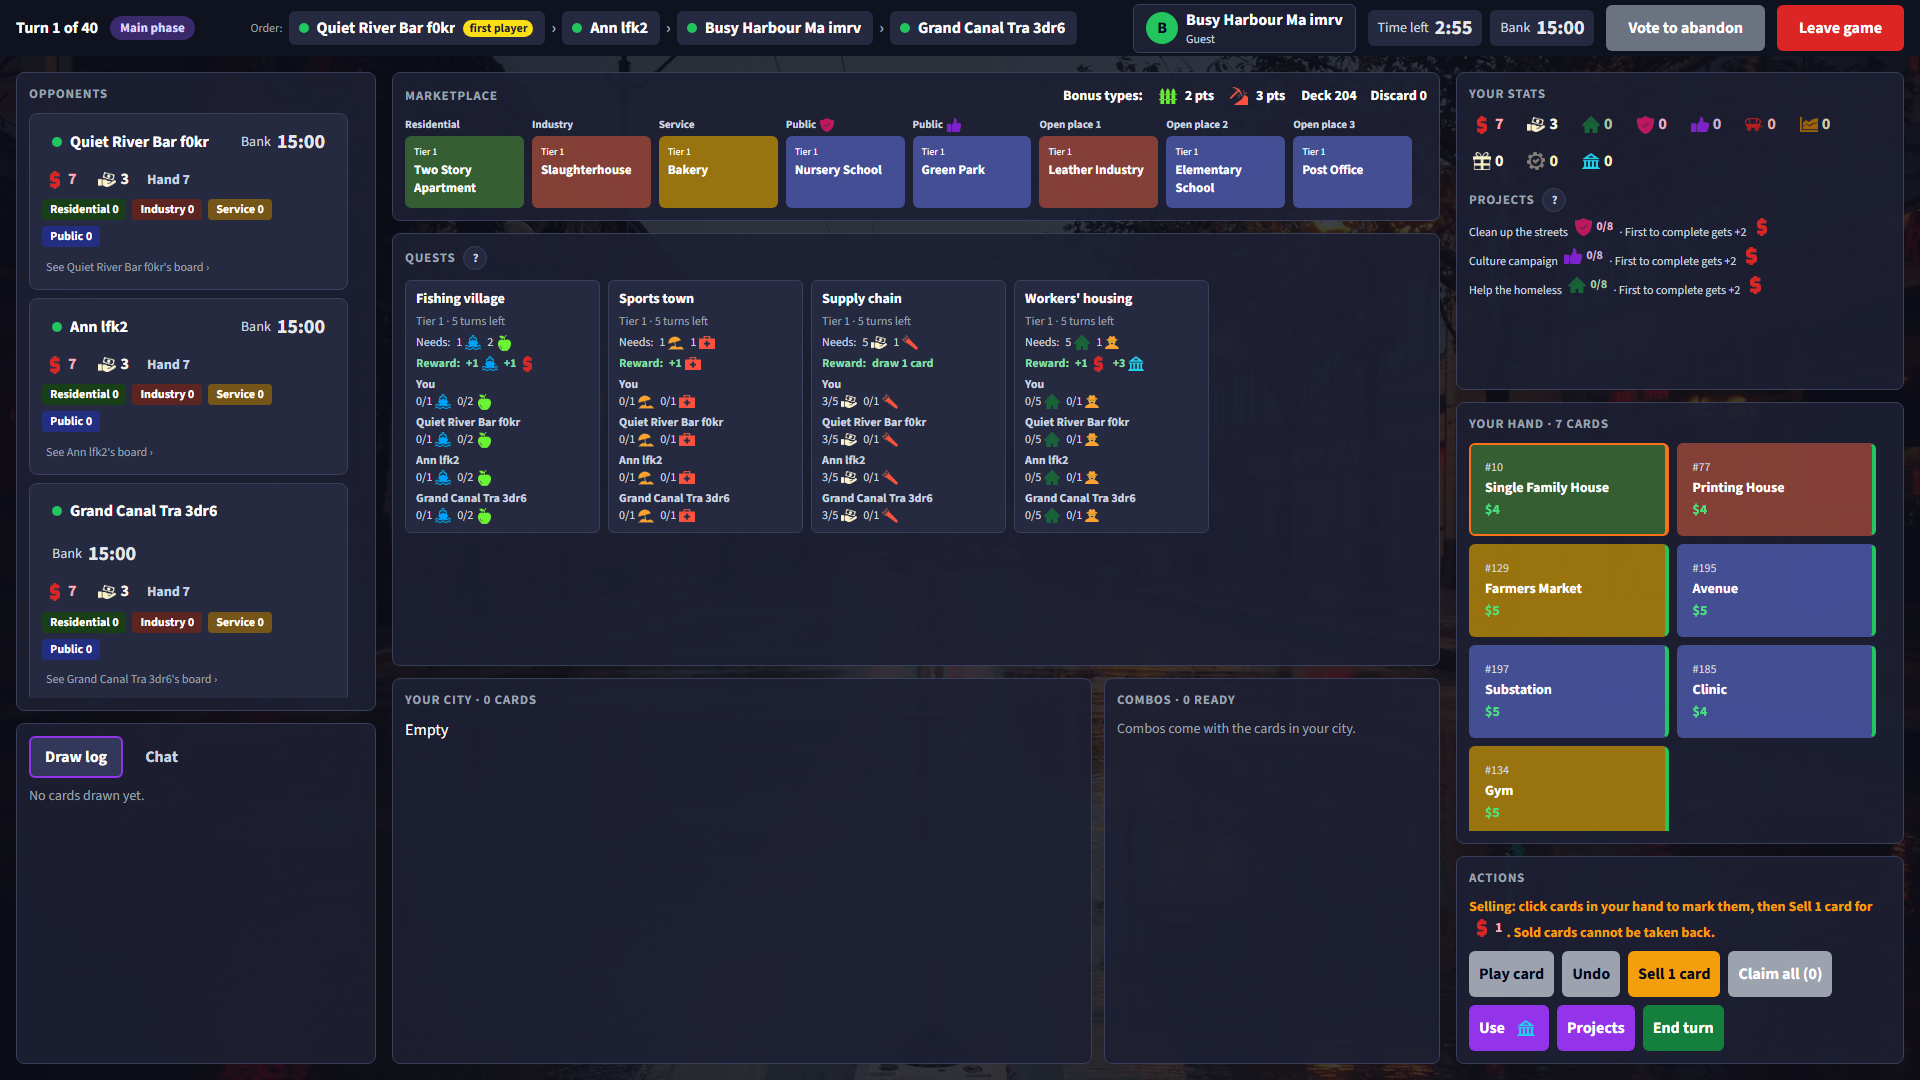 Turn 1 of 40 Main phase Order: Quiet River Bar f0kr first player › Ann lfk2 › Busy Harbour Ma imrv › Grand Canal Tra 3dr6
B Busy Harbour Ma imrv
Guest
Time left 2:55 Bank 15:00 Vote to abandon Leave game
OPPONENTS
Quiet River Bar f0kr Bank 15:00
7 3 Hand 7
Residential 0 Industry 0 Service 0
Public 0
See Quiet River Bar f0kr's board ›
Ann lfk2 Bank 15:00
7 3 Hand 7
Residential 0 Industry 0 Service 0
Public 0
See Ann lfk2's board ›
Grand Canal Tra 3dr6
Bank 15:00
7 3 Hand 7
Residential 0 Industry 0 Service 0
Public 0
See Grand Canal Tra 3dr6's board ›
Draw log Chat
No cards drawn yet.
MARKETPLACE Bonus types: 2 pts 3 pts Deck 204 Discard 0
Residential Industry Service Public Public Open place 1 Open place 2 Open place 3
Tier 1 Tier 1 Tier 1 Tier 1 Tier 1 Tier 1 Tier 1 Tier 1
Two Story Apartment Slaughterhouse Bakery Nursery School Green Park Leather Industry Elementary School Post Office
QUESTS ?
Fishing village
Tier 1 · 5 turns left
Needs: 1 2
Reward: +1 +1
You
0/1 0/2
Quiet River Bar f0kr
0/1 0/2
Ann lfk2
0/1 0/2
Grand Canal Tra 3dr6
0/1 0/2
Sports town
Tier 1 · 5 turns left
Needs: 1 1
Reward: +1
You
0/1 0/1
Quiet River Bar f0kr
0/1 0/1
Ann lfk2
0/1 0/1
Grand Canal Tra 3dr6
0/1 0/1
Supply chain
Tier 1 · 5 turns left
Needs: 5 1
Reward: draw 1 card
You
3/5 0/1
Quiet River Bar f0kr
3/5 0/1
Ann lfk2
3/5 0/1
Grand Canal Tra 3dr6
3/5 0/1
Workers' housing
Tier 1 · 5 turns left
Needs: 5 1
Reward: +1 +3
You
0/5 0/1
Quiet River Bar f0kr
0/5 0/1
Ann lfk2
0/5 0/1
Grand Canal Tra 3dr6
0/5 0/1
YOUR CITY · 0 CARDS
Empty
COMBOS · 0 READY
Combos come with the cards in your city.
YOUR STATS
7 3 0 0 0 0 0
0 0 0
PROJECTS ?
Clean up the streets 0/8 · First to complete gets +2
Culture campaign 0/8 · First to complete gets +2
Help the homeless 0/8 · First to complete gets +2
YOUR HAND · 7 CARDS
#10
Single Family House
$4
#77
Printing House
$4
#129
Farmers Market
$5
#195
Avenue
$5
#197
Substation
$5
#185
Clinic
$4
#134
Gym
$5
ACTIONS
Selling: click cards in your hand to mark them, then Sell 1 card for
1 . Sold cards cannot be taken back.
Play card Undo Sell 1 card Claim all (0)
Use Projects End turn